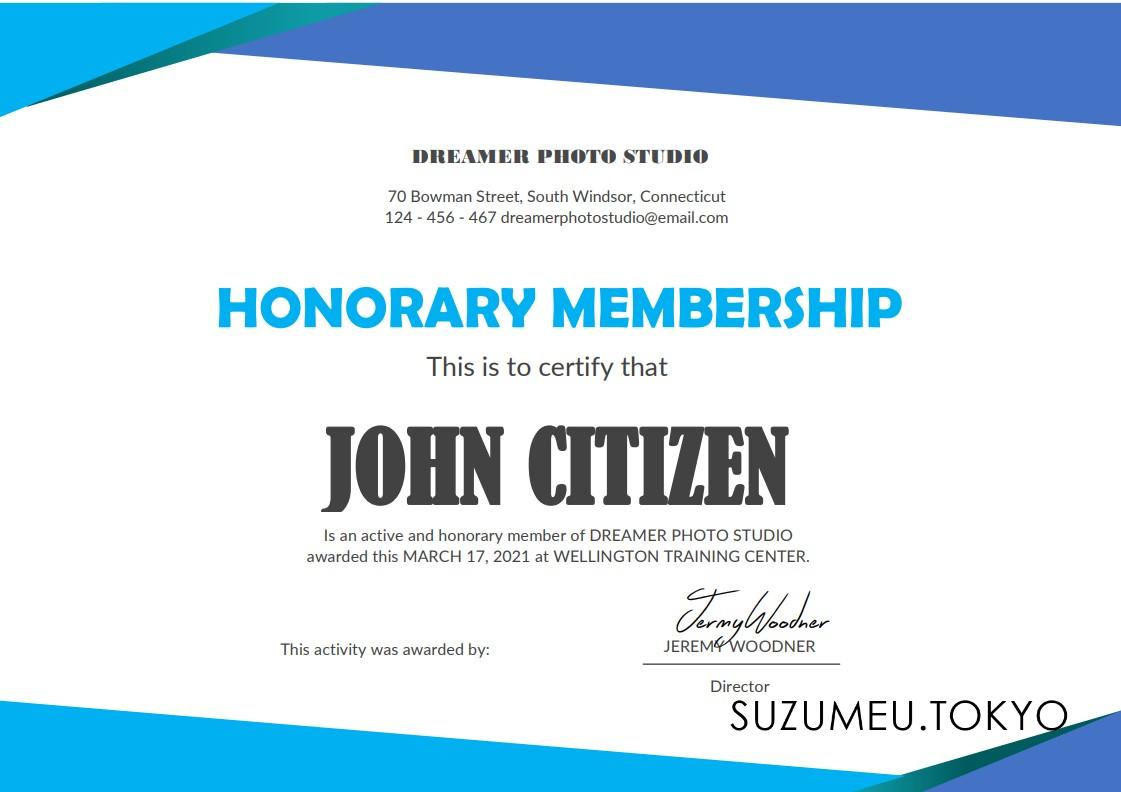 DREAMER PHOTO STUDIO
70 Bowman Street, South Windsor, Connecticut
124 - 456 - 467 dreamerphotostudio@email.com
HONORARY MEMBERSHIP
This is to certify that
JOHN CITIZEN
Is an active and honorary member of DREAMER PHOTO STUDIO
awarded this MARCH 17, 2021 at WELLINGTON TRAINING CENTER.
JermyWoodner
This activity was awarded by:
JEREMY WOODNER
Director
SUZUMEU.TOKYO